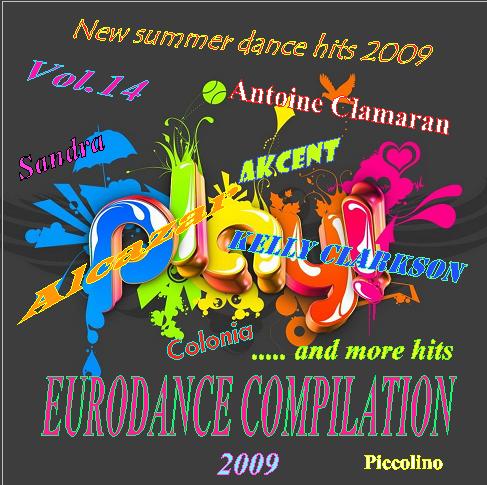 New summer dance hits 2009
Vol.14
Antoine Clamaran
Sandra
AKCENT
play!
Alcazar
KELLY CLARKSON
Colonia
..... and more hits
EURODANCE COMPILATION
2009
Piccolino